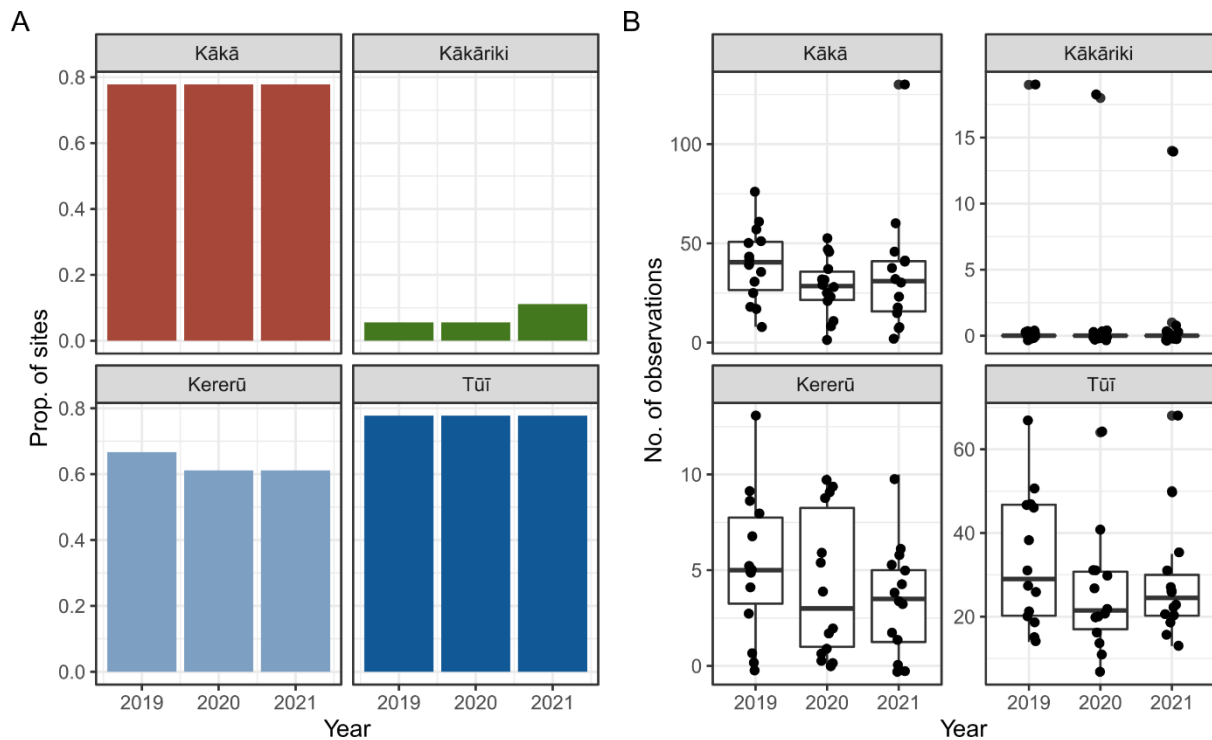 A
B
Kākā
Kākāriki
Kākā
Kākāriki
0.8
0.6
0.4
0.2
0.0
100
50
0
15
10
5
0
Prop. of sites
No. of observations
Kererū
Tūī
Kererū
Tūī
0.8
0.6
0.4
0.2
0.0
10
5
0
60
40
20
2019 2020 2021
2019 2020 2021
2019 2020 2021
2019 2020 2021
Year
Year